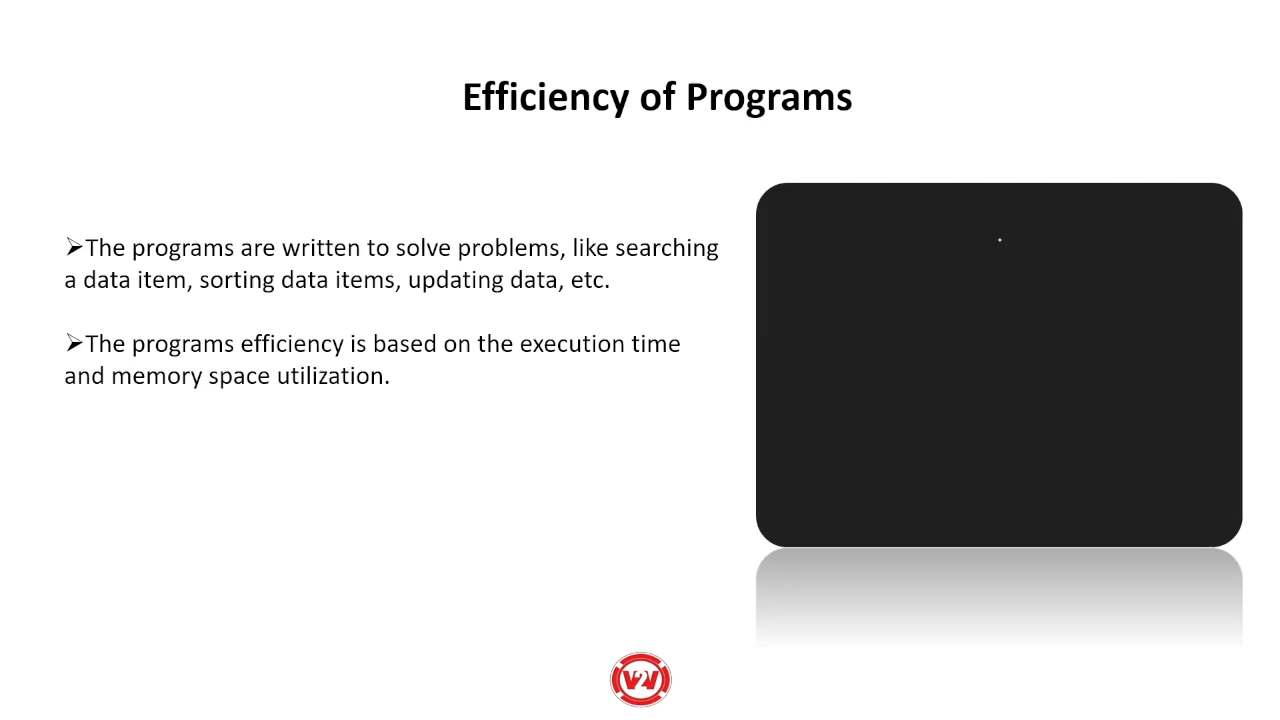 Efficiency of Programs
➢The programs are written to solve problems, like searching
a data item, sorting data items, updating data, etc.
➢The programs efficiency is based on the execution time
and memory space utilization.
V2V